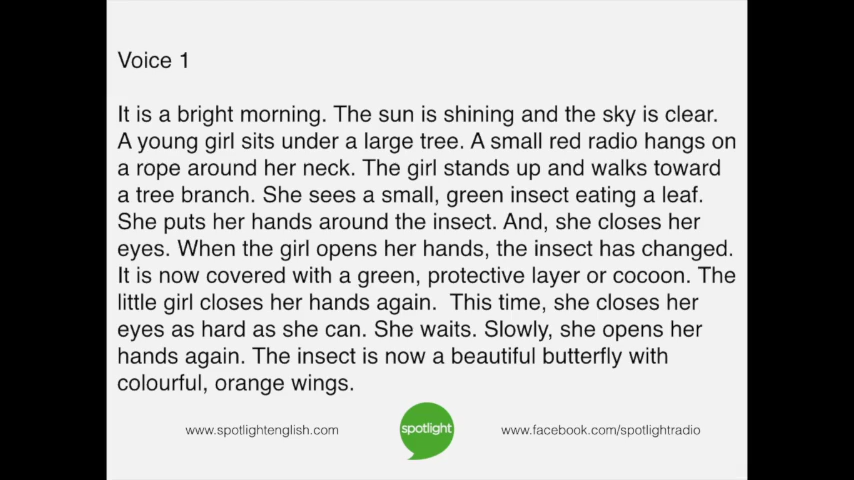 Voice 1
It is a bright morning. The sun is shining and the sky is clear.
A young girl sits under a large tree. A small red radio hangs on
a rope around her neck. The girl stands up and walks toward
a tree branch. She sees a small, green insect eating a leaf.
She puts her hands around the insect. And, she closes her
eyes. When the girl opens her hands, the insect has changed.
It is now covered with a green, protective layer or cocoon. The
little girl closes her hands again.  This time, she closes her
eyes as hard as she can. She waits. Slowly, she opens her
hands again. The insect is now a beautiful butterfly with
colourful, orange wings.
www.spotlightenglish.com
spotlight
www.facebook.com/spotlightradio